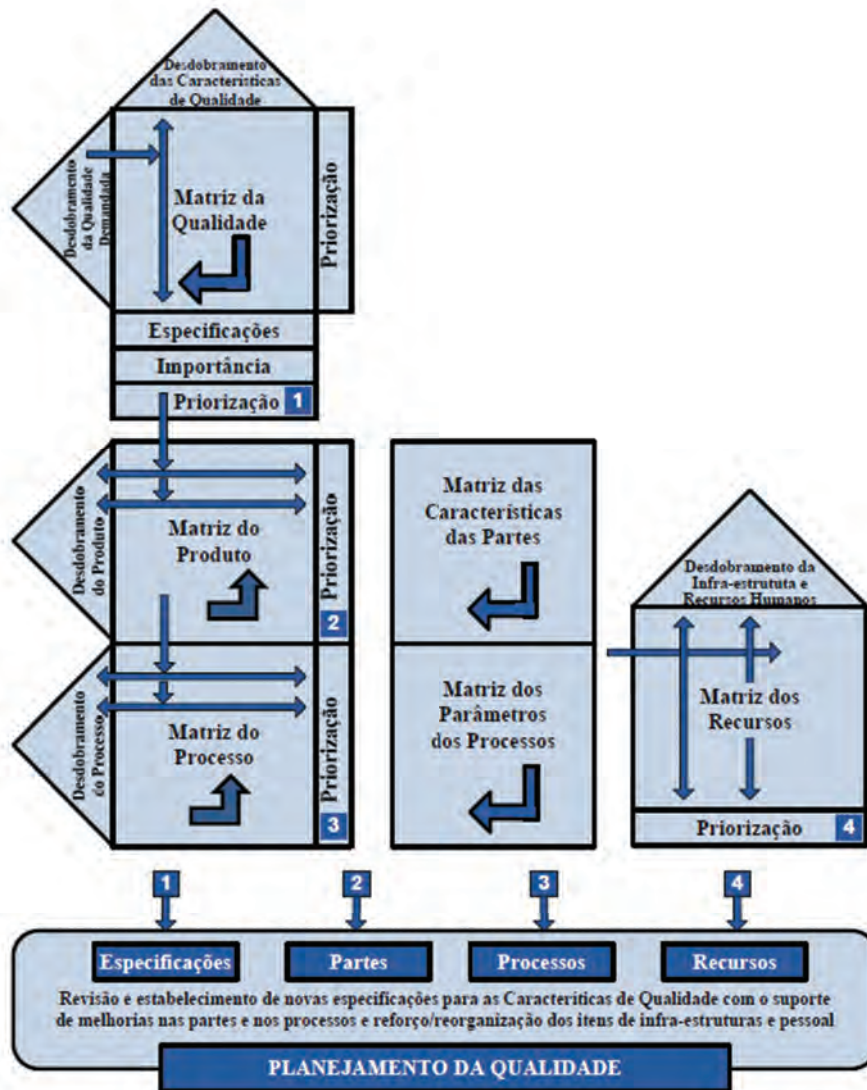 Desdobramento
das Características
de Qualidade
Desdobramento
da Qualidade
Demandada
Matriz da
Qualidade
Priorização
Especificações
Importância
Priorização 1
Desdobramento
do Produto
Matriz do
Produto
Priorização
2
Matriz das
Características
das Partes
Desdobramento da
Infra-estrututa e
Recursos Humanos
Desdobramento
do Processo
Matriz do
Processo
Priorização
3
Matriz dos
Parâmetros
dos Processos
Matriz dos
Recursos
Priorização 4
1 2 3 4
Especificações Partes Processos Recursos
Revisão e estabelecimento de novas especificações para as Caracteríticas de Qualidade com o suporte
de melhorias nas partes e nos processos e reforço/reorganização dos itens de infra-estruturas e pessoal
PLANEJAMENTO DA QUALIDADE